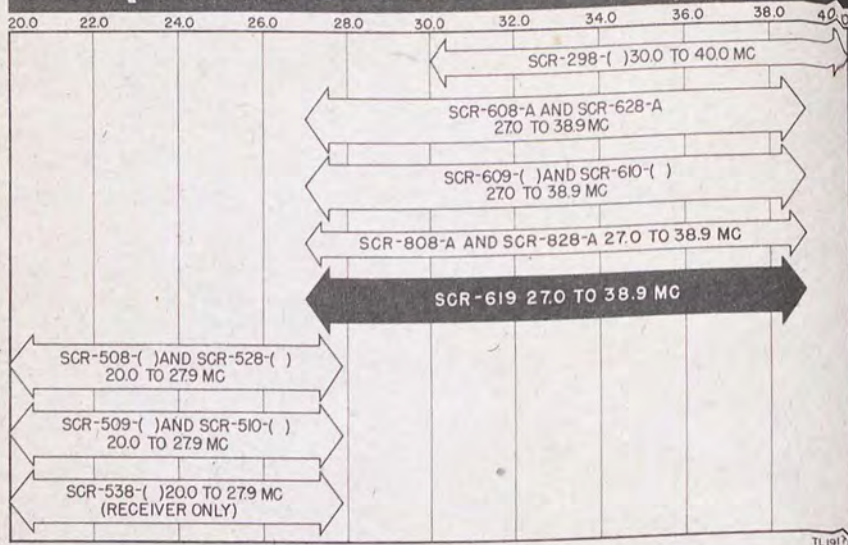 20.0 22.0 24.0 26.0 28.0 30.0 32.0 34.0 36.0 38.0 40.0
SCR-298-( ) 30.0 TO 40.0 MC
SCR-608-A AND SCR-628-A
27.0 TO 38.9 MC
SCR-609-( ) AND SCR-610-( )
27.0 TO 38.9 MC
SCR-808-A AND SCR-828-A 27.0 TO 38.9 MC
SCR-619 27.0 TO 38.9 MC
SCR-508-( ) AND SCR-528-( )
20.0 TO 27.9 MC
SCR-509-( ) AND SCR-510-( )
20.0 TO 27.9 MC
SCR-538-( ) 20.0 TO 27.9 MC
(RECEIVER ONLY)